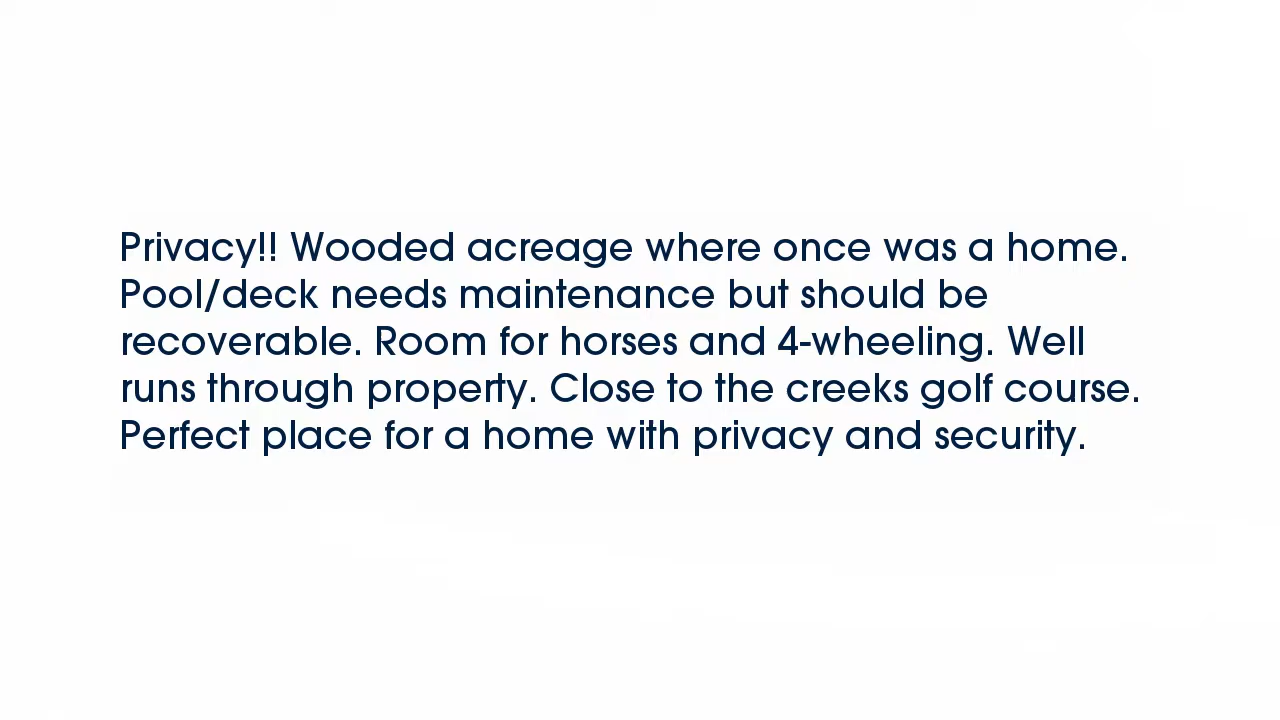 Privacy!! Wooded acreage where once was a home.
Pool/deck needs maintenance but should be
recoverable. Room for horses and 4-wheeling. Well
runs through property. Close to the creeks golf course.
Perfect place for a home with privacy and security.